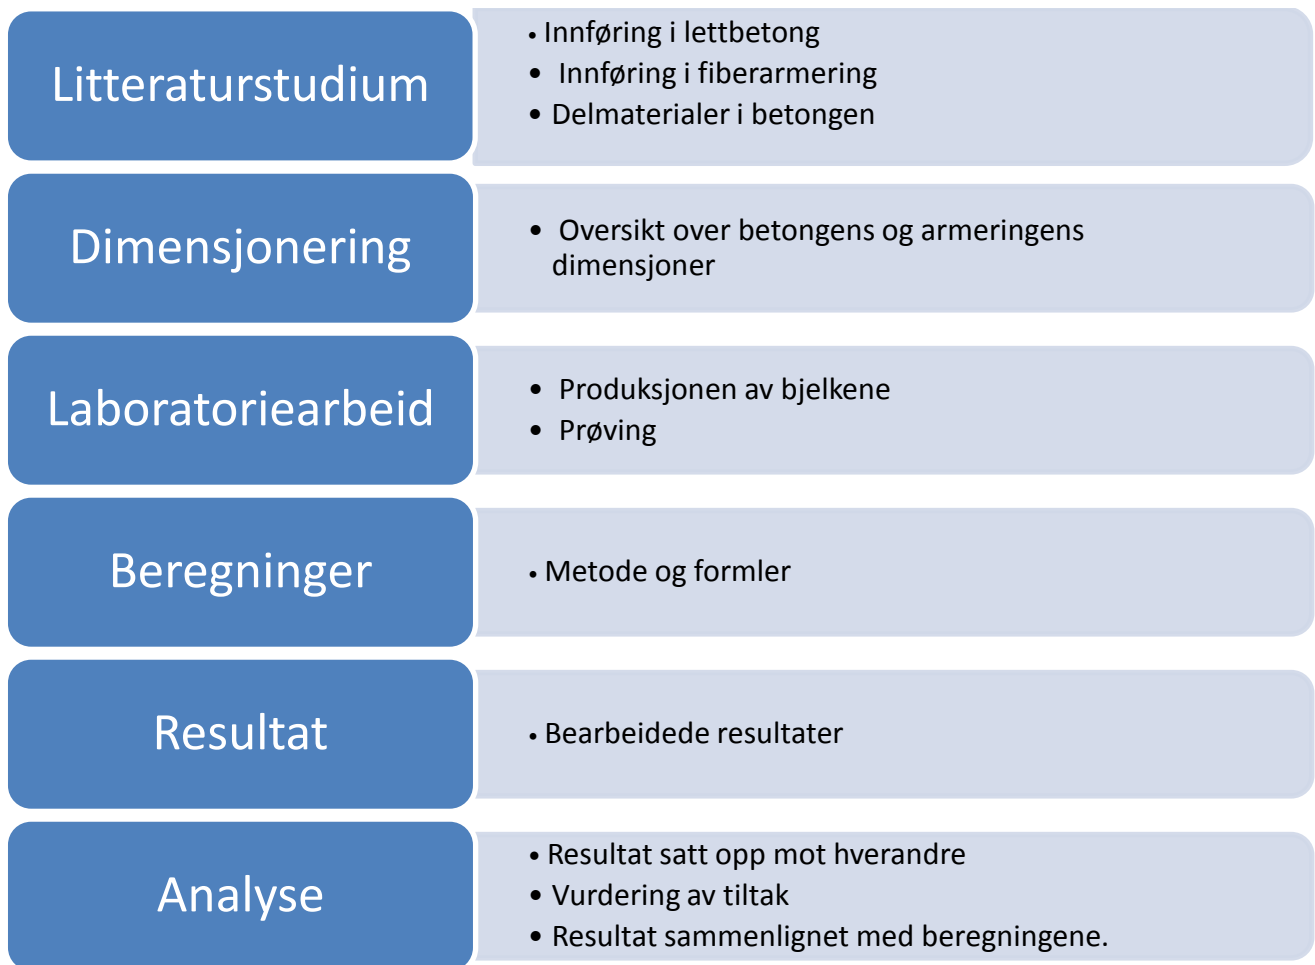 Litteraturstudium
• Innføring i lettbetong
• Innføring i fiberarmering
• Delmaterialer i betongen
Dimensjonering
• Oversikt over betongens og armeringens
dimensjoner
Laboratoriearbeid
• Produksjonen av bjelkene
• Prøving
Beregninger
• Metode og formler
Resultat
• Bearbeidede resultater
Analyse
• Resultat satt opp mot hverandre
• Vurdering av tiltak
• Resultat sammenlignet med beregningene.